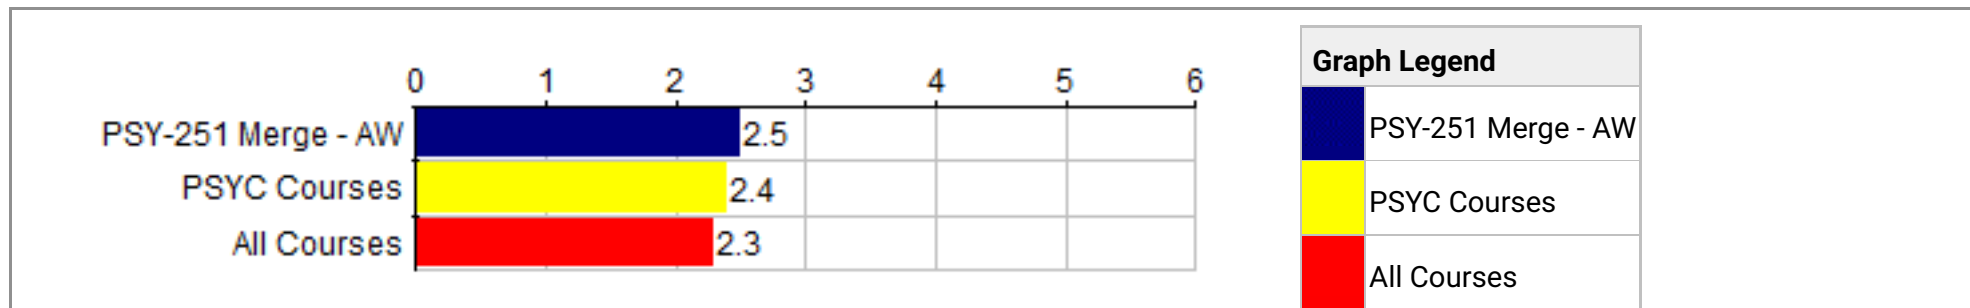 0 1 2 3 4 5 6
PSY-251 Merge - AW 2.5
PSYC Courses 2.4
All Courses 2.3
Graph Legend
PSY-251 Merge - AW
PSYC Courses
All Courses